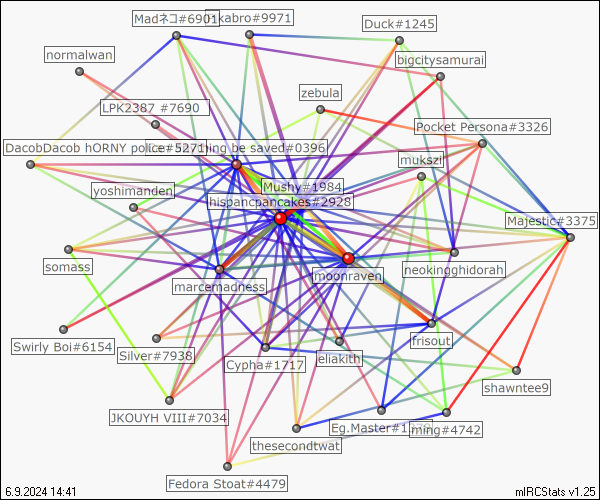 Madネコ#6901
kabro#9971
Duck#1245
normalwan
bigcitysamurai
zebula
LPK2387 #7690
Pocket Persona#3326
DacobDacob hORNY police#5271
be saved#0396
mukszi
yoshimanden
Mushy#1984
hispancpancakes#2928
Majestic#3375
somass
moonraven
neokingghidorah
marcemadness
Swirly Boi#6154
Silver#7938
Cypha#1717
eliakith
frisout
shawntee9
JKOUYH VIII#7034
thesecondtwat
Eg.Master#1
ming#4742
Fedora Stoat#4479
6.9.2024 14:41
mIRCStats v1.25